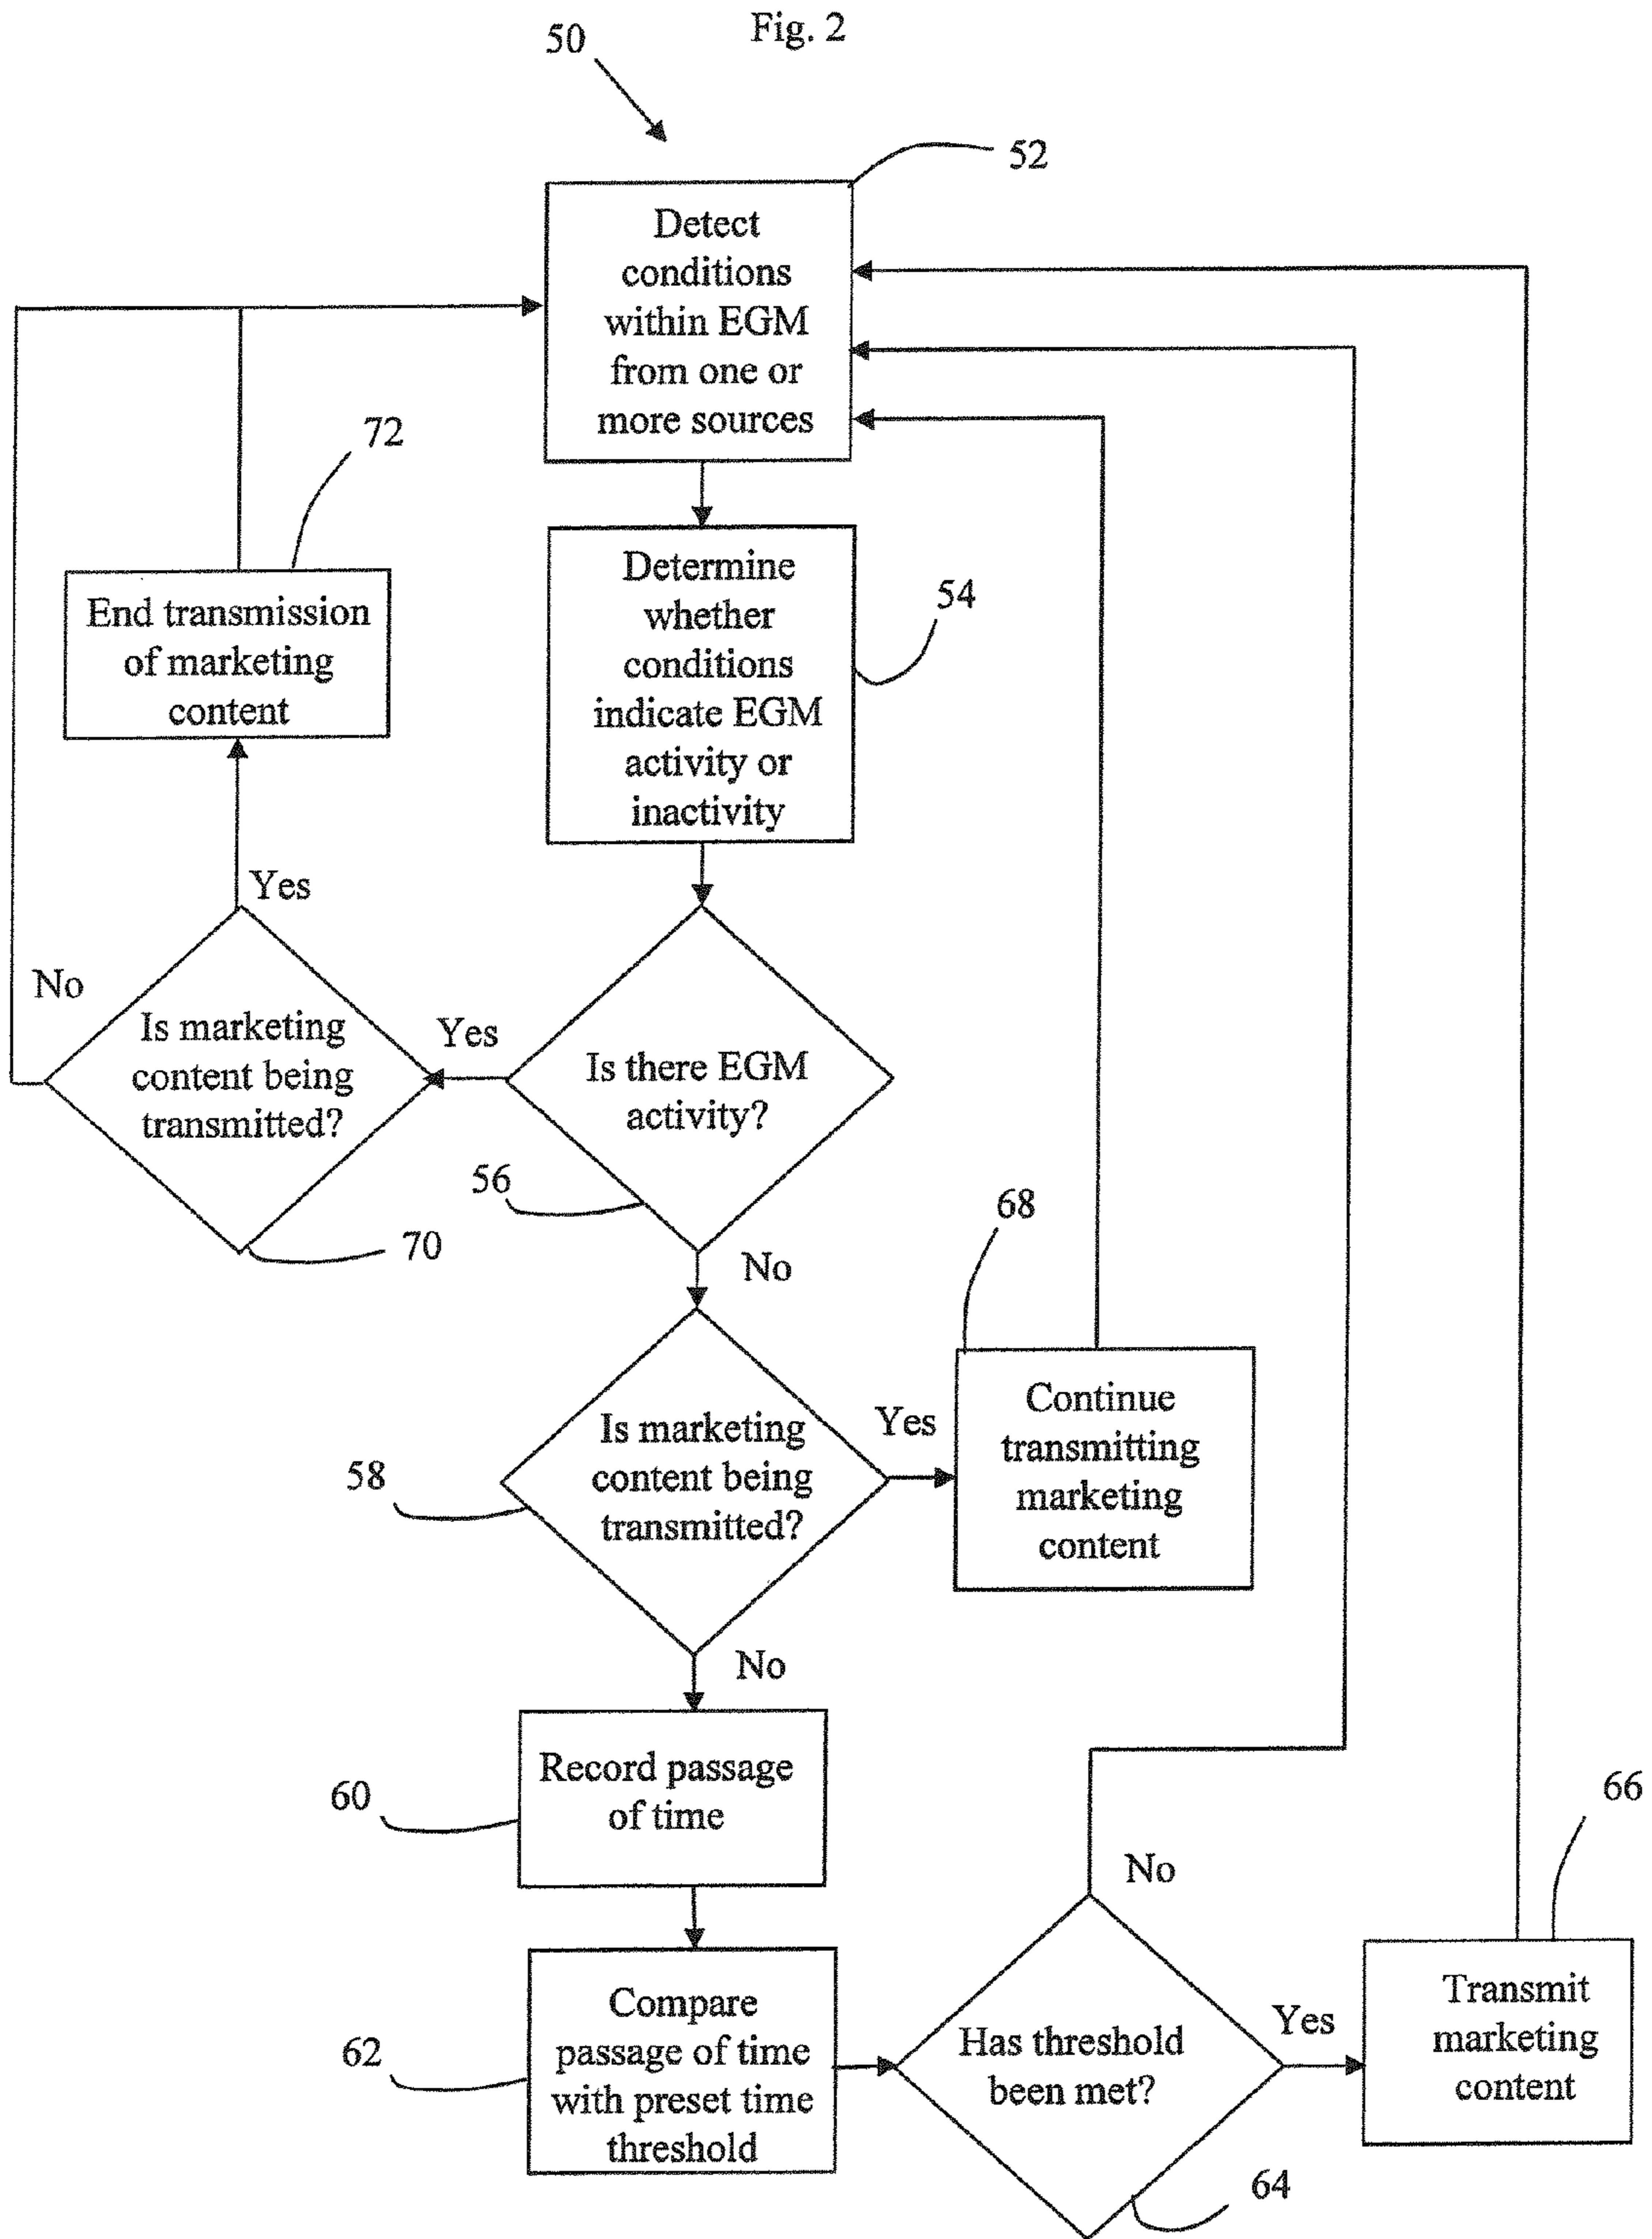 Fig. 2
50
52
Detect
conditions
within EGM
from one or
more sources
72
54
Determine
whether
conditions
indicate EGM
activity or
inactivity
End transmission
of marketing
content
Yes
No
Is marketing
content being
transmitted?
Yes
Is there EGM
activity?
56
70
No
68
Is marketing
content being
transmitted?
58
Yes
Continue
transmitting
marketing
content
No
Record passage
of time
60
66
No
Compare
passage of time
with preset time
threshold
62
Has threshold
been met?
Yes
Transmit
marketing
content
64